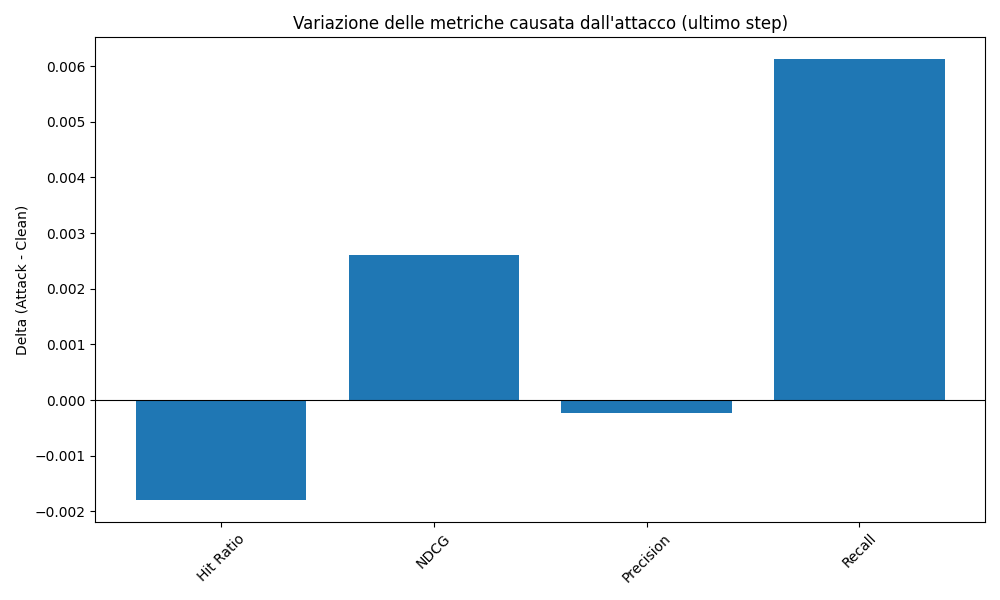 Variazione delle metriche causata dall'attacco (ultimo step)
Delta (Attack - Clean)
0.006
0.005
0.004
0.003
0.002
0.001
0.000
−0.001
−0.002
Hit Ratio
NDCG
Precision
Recall